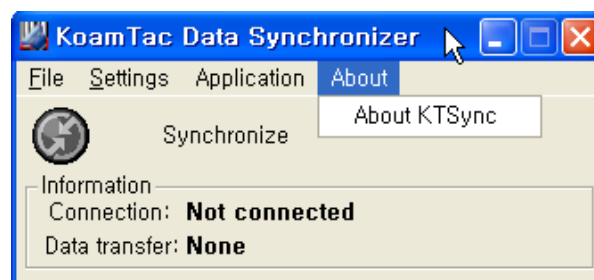 KoamTac Data Synchronizer
File Settings Application About
About KTSync
Synchronize
Information
Connection: Not connected
Data transfer: None